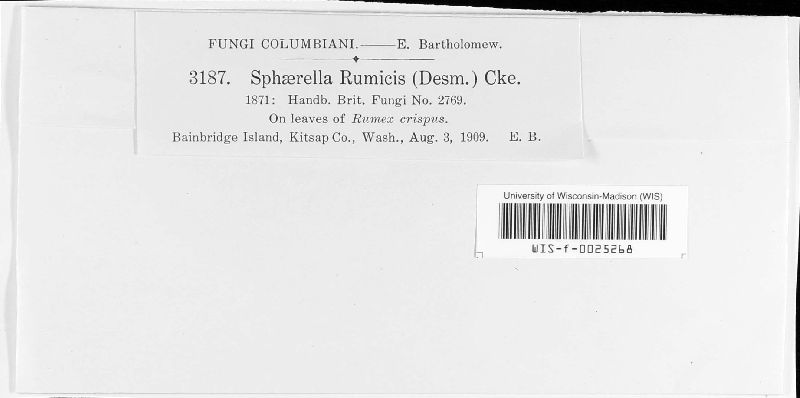 FUNGI COLUMBIANI.——E. Bartholomew.
3187. Sphærella Rumicis (Desm.) Cke.
1871: Handb. Brit. Fungi No. 2769.
On leaves of Rumex crispus.
Bainbridge Island, Kitsap Co., Wash., Aug. 3, 1909. E. B.
University of Wisconsin-Madison (WIS)
WIS-f-0025268